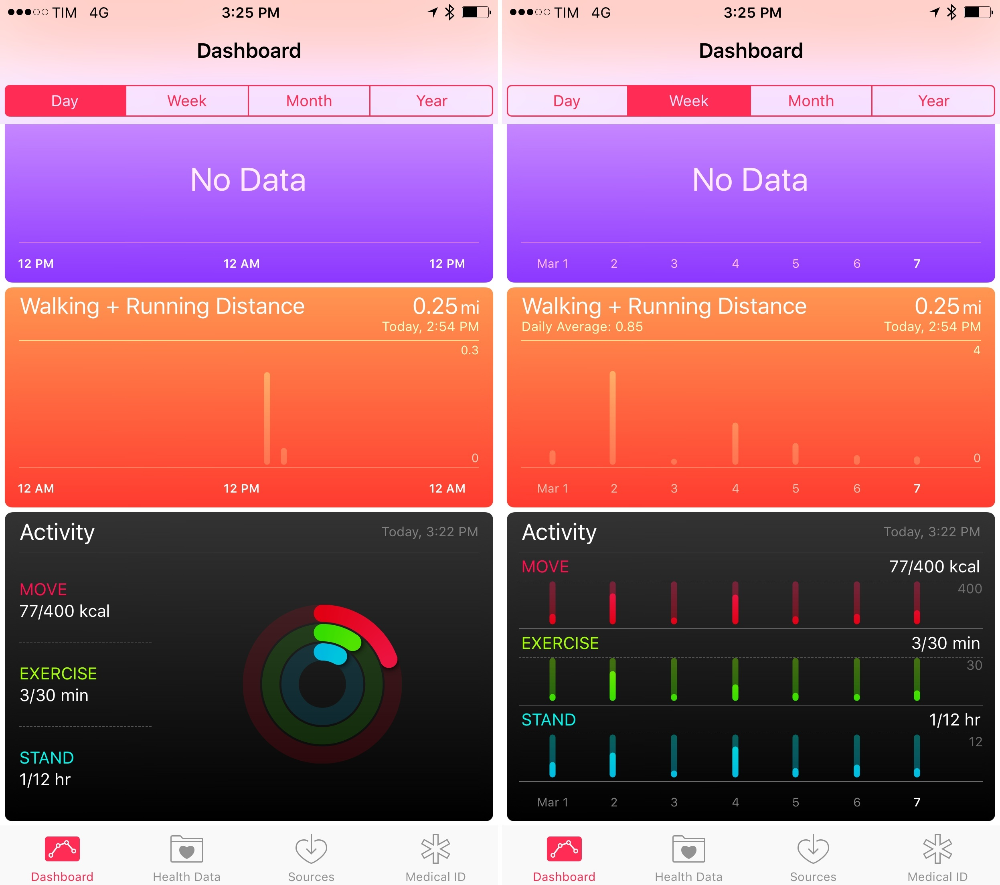 TIM 4G 3:25 PM
Dashboard
Day Week Month Year
No Data
12 PM 12 AM 12 PM
Walking + Running Distance 0.25 mi
Today, 2:54 PM
0.3
0
12 AM 12 PM 12 AM
Activity Today, 3:22 PM
MOVE
77/400 kcal
EXERCISE
3/30 min
STAND
1/12 hr
Dashboard Health Data Sources Medical ID
TIM 4G 3:25 PM
Dashboard
Day Week Month Year
No Data
Mar 1 2 3 4 5 6 7
Walking + Running Distance 0.25 mi
Daily Average: 0.85 Today, 2:54 PM
4
0
Mar 1 2 3 4 5 6 7
Activity Today, 3:22 PM
MOVE 77/400 kcal
400
EXERCISE 3/30 min
30
STAND 1/12 hr
12
Mar 1 2 3 4 5 6 7
Dashboard Health Data Sources Medical ID